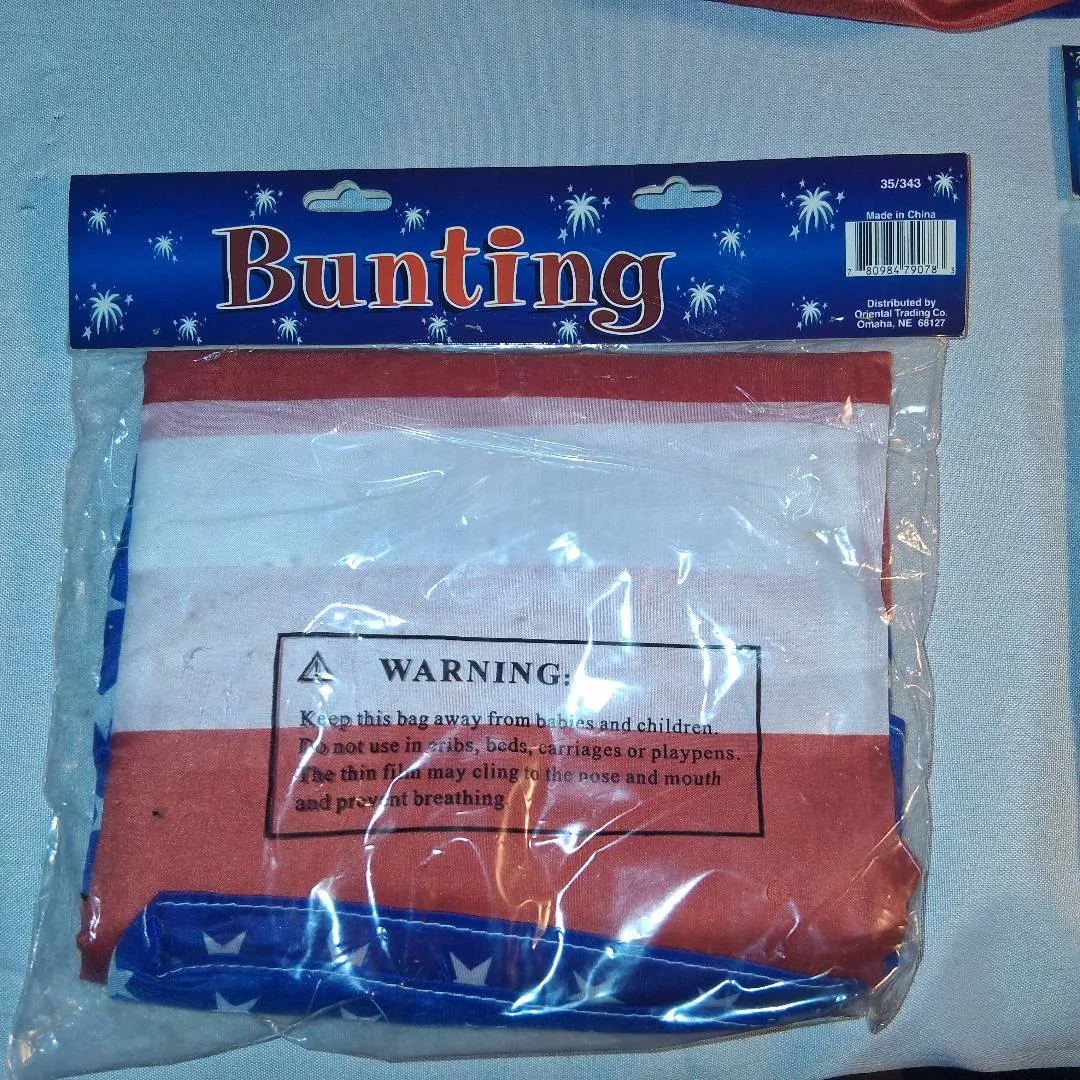 Bunting
35/343
Made in China
7 80984 79078 3
Distributed by
Oriental Trading Co.
Omaha, NE 68127
WARNING:
Keep this bag away from babies and children.
Do not use in cribs, beds, carriages or playpens.
The thin film may cling to the nose and mouth
and prevent breathing